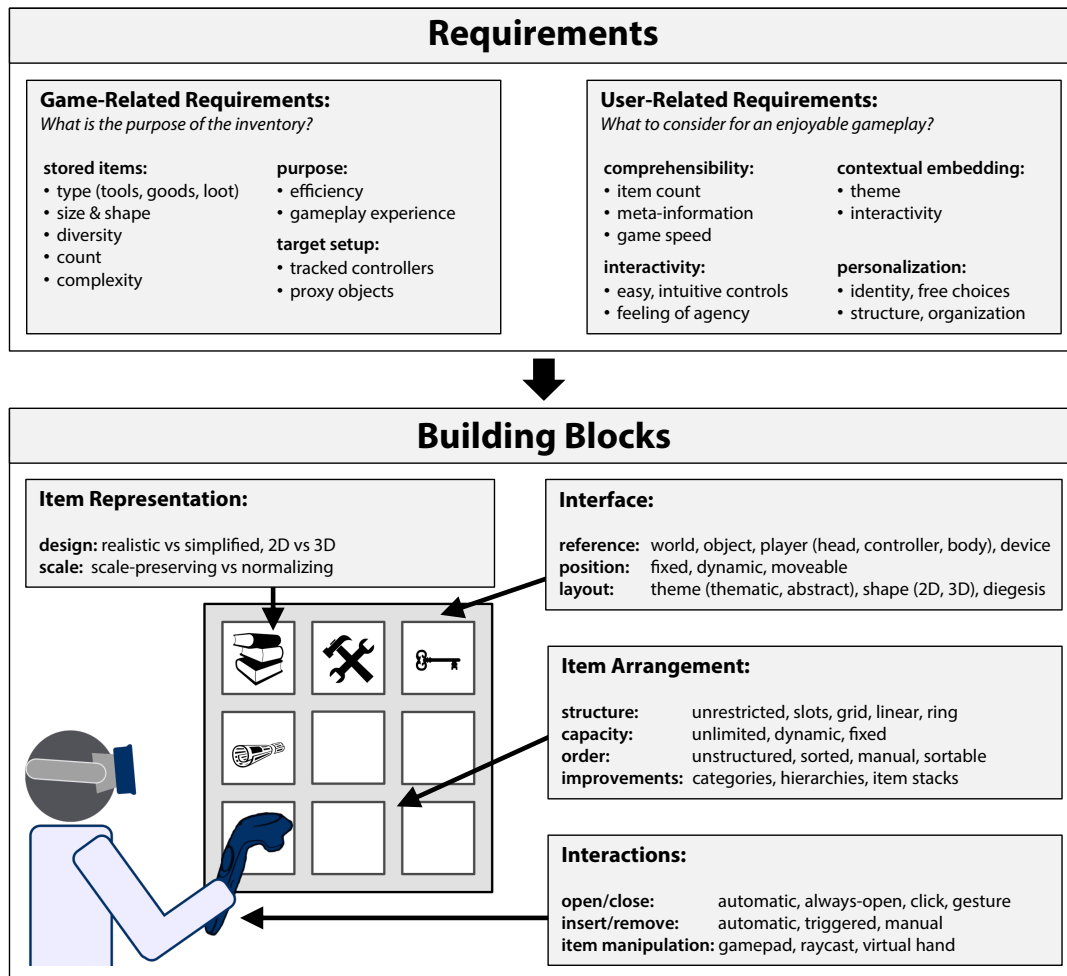 Requirements
Game-Related Requirements:
What is the purpose of the inventory?
stored items:
• type (tools, goods, loot)
• size & shape
• diversity
• count
• complexity
purpose:
• efficiency
• gameplay experience
target setup:
• tracked controllers
• proxy objects
User-Related Requirements:
What to consider for an enjoyable gameplay?
comprehensibility:
• item count
• meta-information
• game speed
interactivity:
• easy, intuitive controls
• feeling of agency
contextual embedding:
• theme
• interactivity
personalization:
• identity, free choices
• structure, organization
Building Blocks
Item Representation:
design: realistic vs simplified, 2D vs 3D
scale: scale-preserving vs normalizing
Interface:
reference: world, object, player (head, controller, body), device
position: fixed, dynamic, moveable
layout: theme (thematic, abstract), shape (2D, 3D), diegesis
Item Arrangement:
structure: unrestricted, slots, grid, linear, ring
capacity: unlimited, dynamic, fixed
order: unstructured, sorted, manual, sortable
improvements: categories, hierarchies, item stacks
Interactions:
open/close: automatic, always-open, click, gesture
insert/remove: automatic, triggered, manual
item manipulation: gamepad, raycast, virtual hand